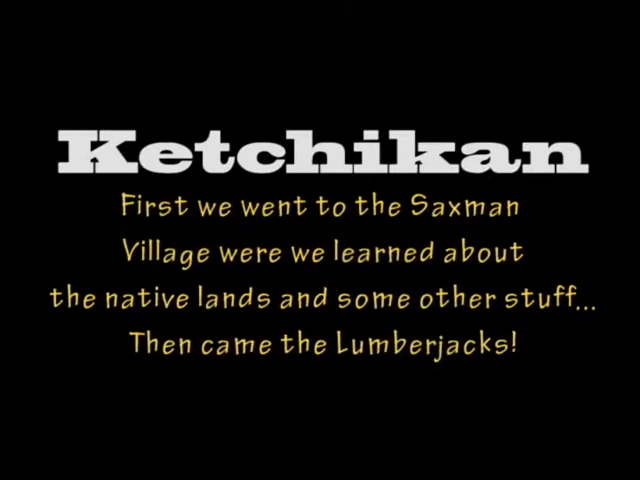 Ketchikan
First we went to the Saxman
Village were we learned about
the native lands and some other stuff...
Then came the Lumberjacks!